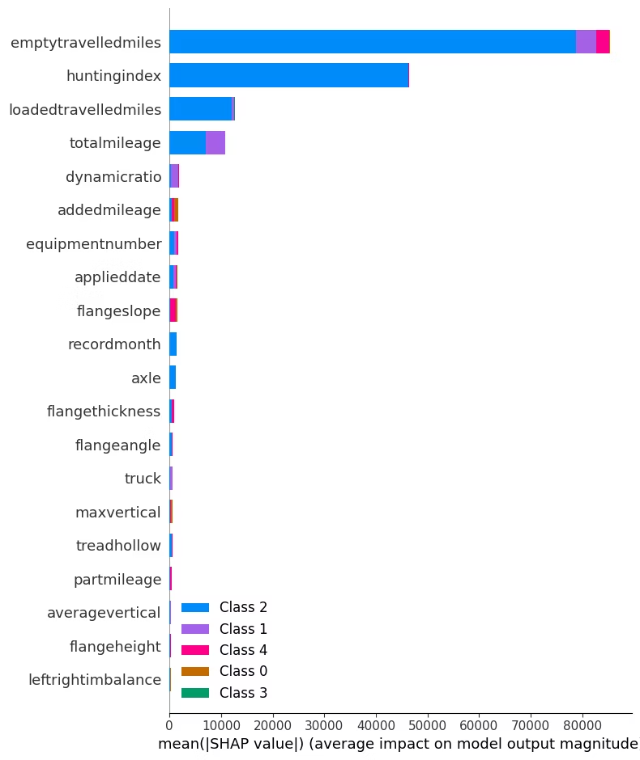 emptytravelledmiles
huntingindex
loadedtravelledmiles
totalmileage
dynamicratio
addedmileage
equipmentnumber
applieddate
flangeslope
recordmonth
axle
flangethickness
flangeangle
truck
maxvertical
treadhollow
partmileage
averagevertical
flangeheight
leftrightimbalance
Class 2
Class 1
Class 4
Class 0
Class 3
0 10000 20000 30000 40000 50000 60000 70000 80000
mean(|SHAP value|) (average impact on model output magnitude